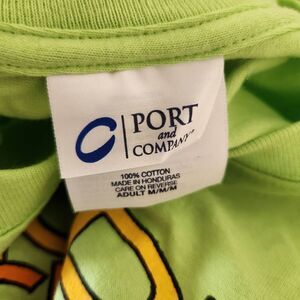 PORT
and
COMPANY
100% COTTON
MADE IN HONDURAS
CARE ON REVERSE
ADULT M/M/M